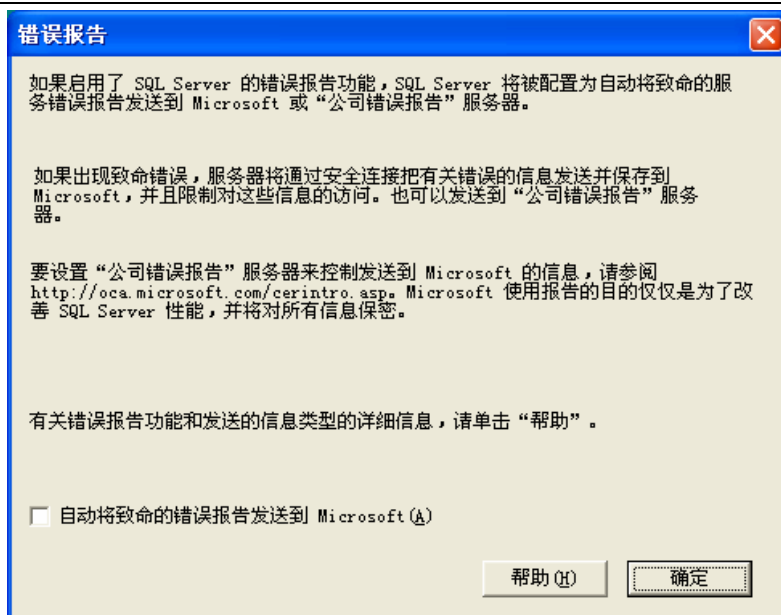 错误报告
如果启用了 SQL Server 的错误报告功能，SQL Server 将被配置为自动将致命的服
务错误报告发送到 Microsoft 或“公司错误报告”服务器。
如果出现致命错误，服务器将通过安全连接把有关错误的信息发送并保存到
Microsoft，并且限制对这些信息的访问。也可以发送到“公司错误报告”服务
器。
要设置“公司错误报告”服务器来控制发送到 Microsoft 的信息，请参阅
http://oca.microsoft.com/cerintro.asp。Microsoft 使用报告的目的仅仅是为了改
善 SQL Server 性能，并将对所有信息保密。
有关错误报告功能和发送的信息类型的详细信息，请单击“帮助”。
自动将致命的错误报告发送到 Microsoft(A)
帮助(H) 确定